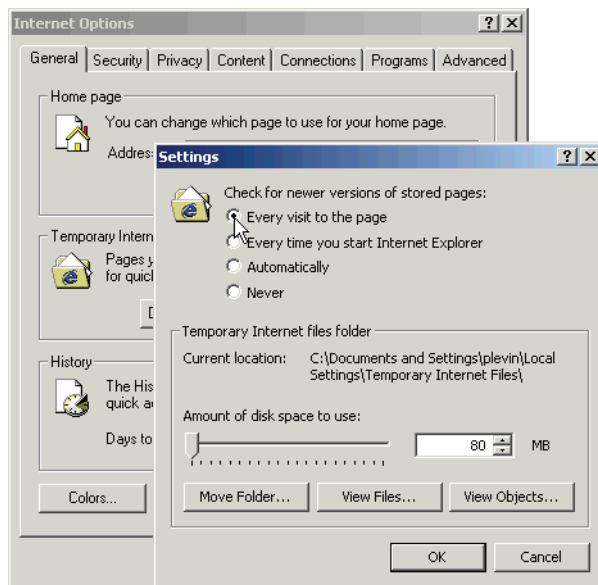 Internet Options
General
Security
Privacy
Content
Connections
Programs
Advanced
Home page
You can change which page to use for your home page.
Temporary
Pages
for
History
The
quick
Days to
Colors...
Settings
Check for newer versions of stored pages:
Every visit to the page
Every time you start Internet Explorer
Automatically
Never
Temporary Internet files folder
Current location: C:\Documents and Settings\plevin\Local
Settings\Temporary Internet Files\
Amount of disk space to use:
80 MB
Move Folder...
View Files...
View Objects...
OK
Cancel